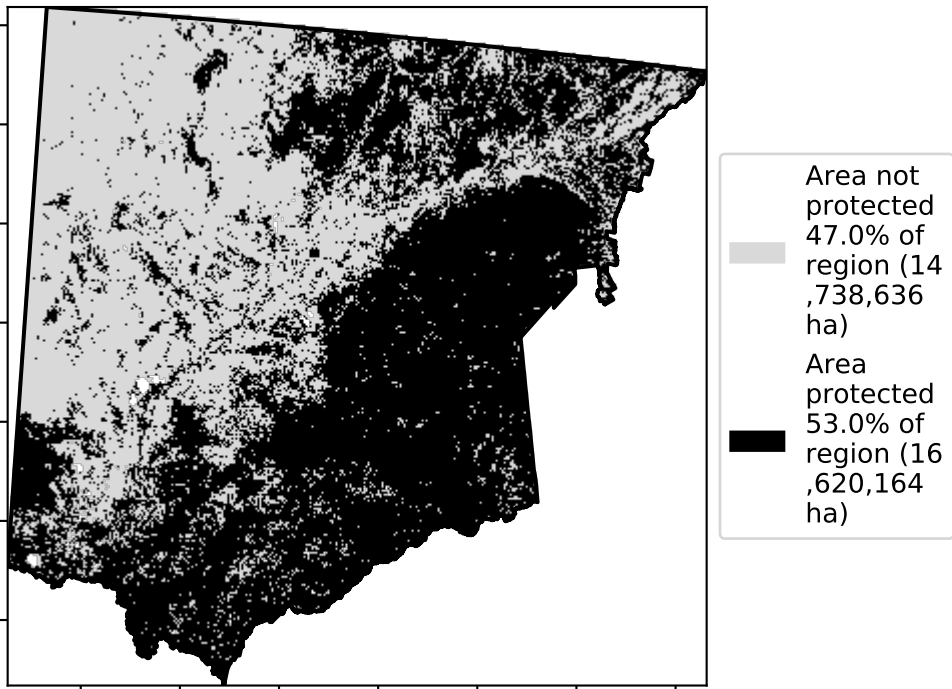 Area not
protected
47.0% of
region (14
,738,636
ha)
Area
protected
53.0% of
region (16
,620,164
ha)